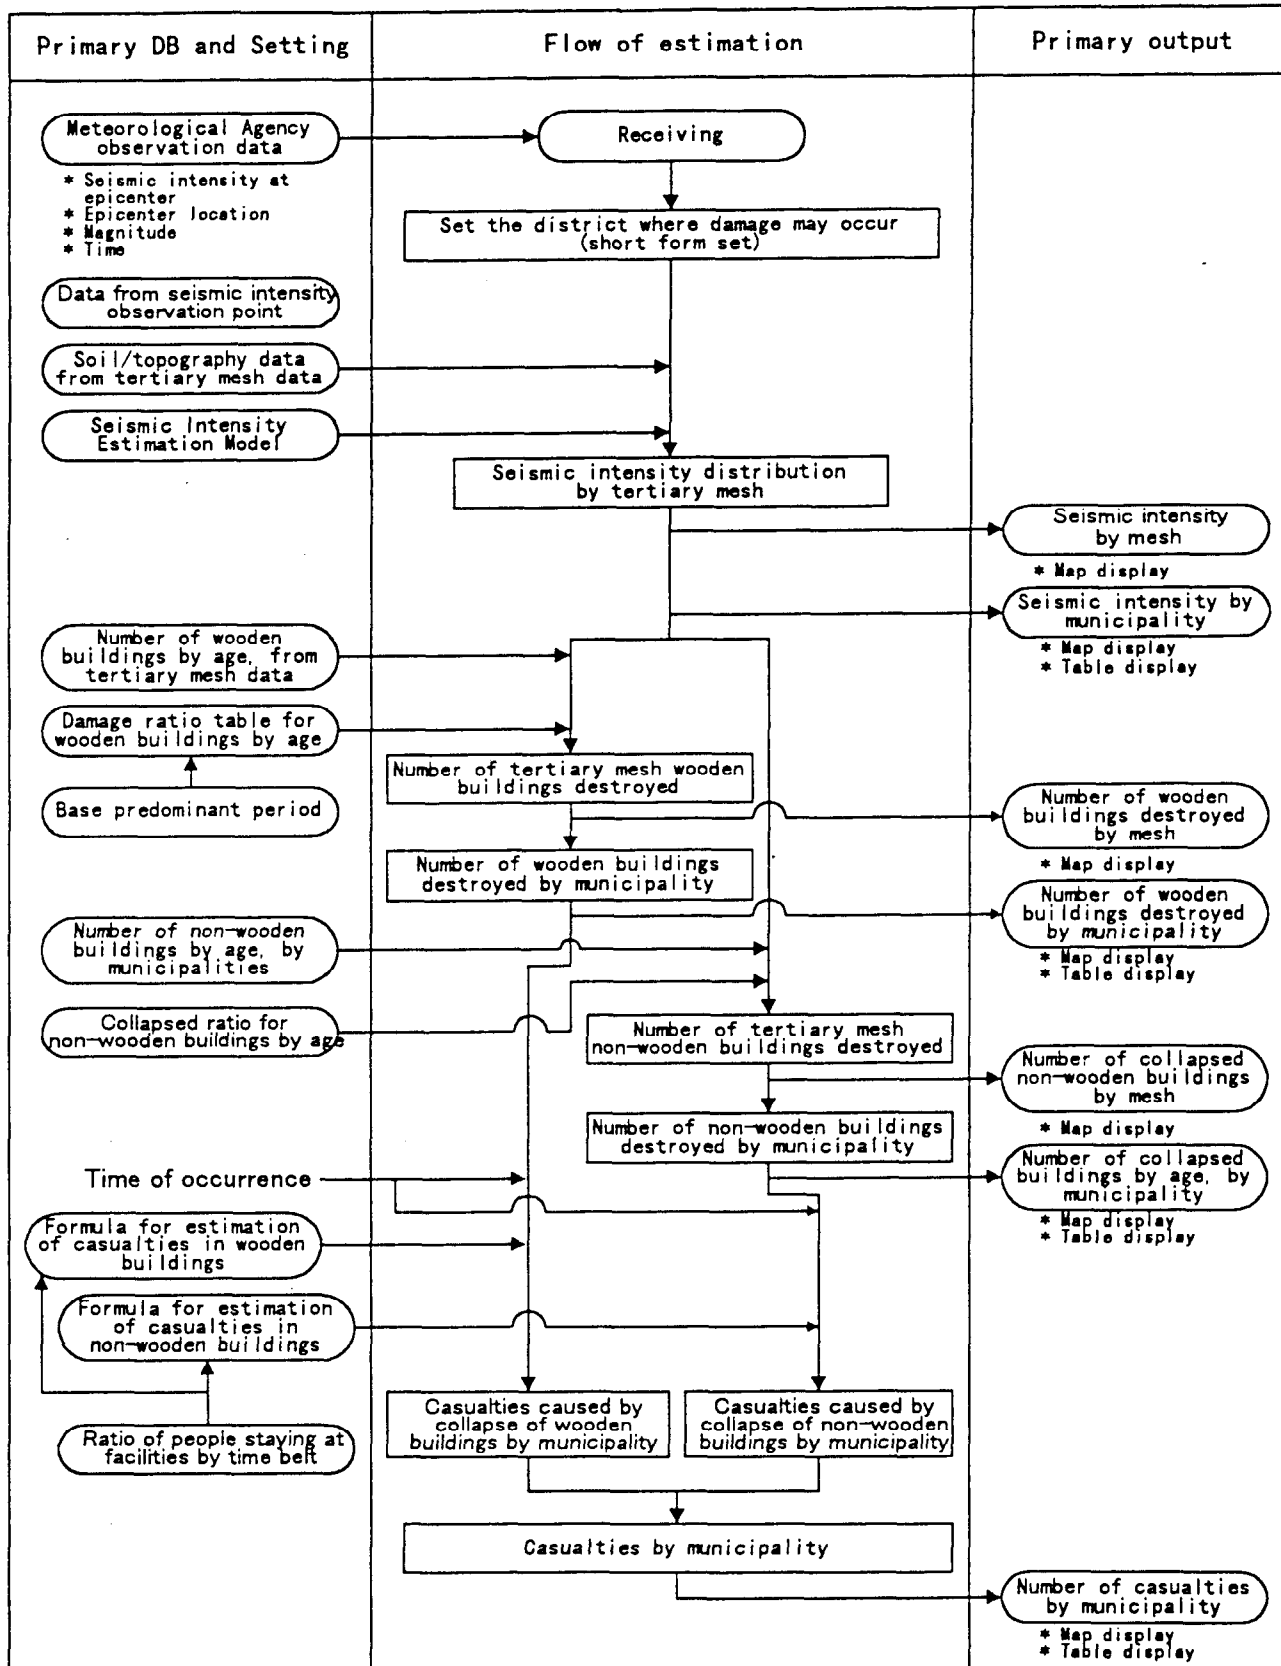 Primary DB and Setting
Flow of estimation
Primary output
Meteorological Agency
observation data
* Seismic intensity at
epicenter
* Epicenter location
* Magnitude
* Time
Data from seismic intensity
observation point
Soil/topography data
from tertiary mesh data
Seismic Intensity
Estimation Model
Number of wooden
buildings by age, from
tertiary mesh data
Damage ratio table for
wooden buildings by age
Base predominant period
Number of non-wooden
buildings by age, by
municipalities
Collapsed ratio for
non-wooden buildings by age
Time of occurrence
Formula for estimation
of casualties in wooden
buildings
Formula for estimation
of casualties in
non-wooden buildings
Ratio of people staying at
facilities by time belt
Receiving
Set the district where damage may occur
(short form set)
Seismic intensity distribution
by tertiary mesh
Number of tertiary mesh wooden
buildings destroyed
Number of wooden buildings
destroyed by municipality
Number of tertiary mesh
non-wooden buildings destroyed
Number of non-wooden buildings
destroyed by municipality
Casualties caused by
collapse of wooden
buildings by municipality
Casualties caused by
collapse of non-wooden
buildings by municipality
Casualties by municipality
Seismic intensity
by mesh
* Map display
Seismic intensity by
municipality
* Map display
* Table display
Number of wooden
buildings destroyed
by mesh
* Map display
Number of wooden
buildings destroyed
by municipality
* Map display
* Table display
Number of collapsed
non-wooden buildings
by mesh
* Map display
Number of collapsed
buildings by age, by
municipality
* Map display
* Table display
Number of casualties
by municipality
* Map display
* Table display